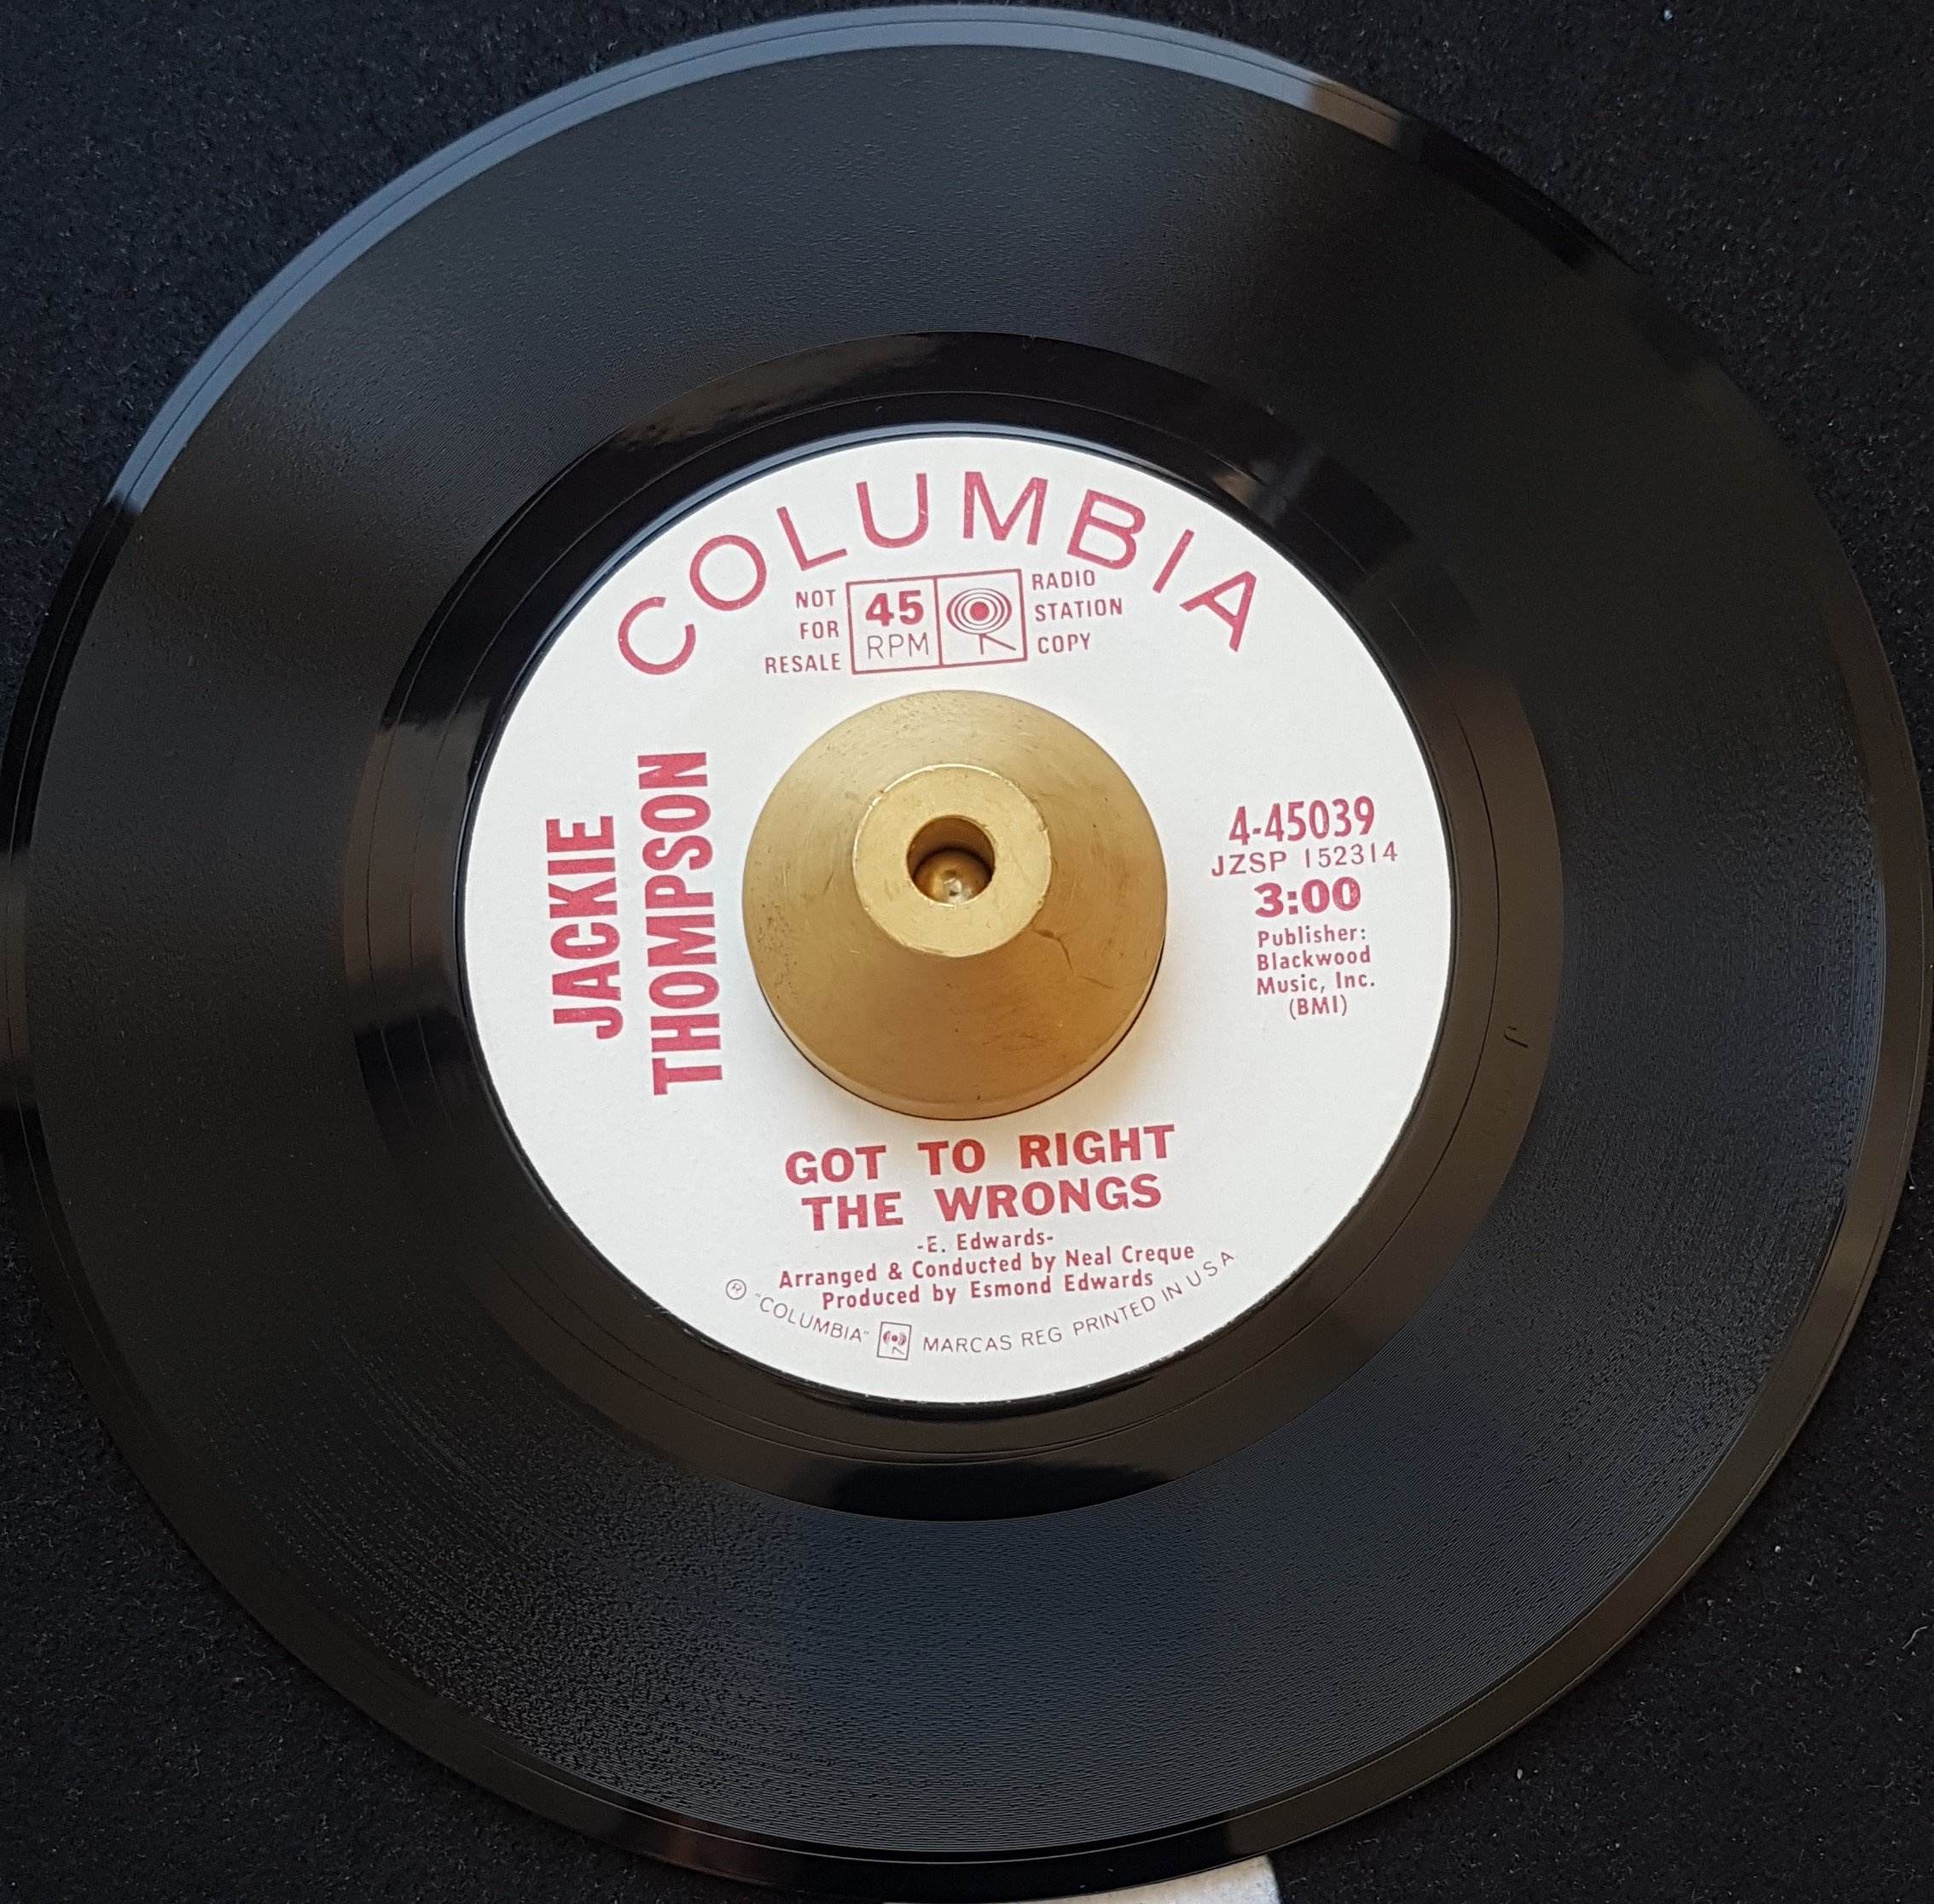 COLUMBIA
NOT
FOR
RESALE
45
RPM
RADIO
STATION
COPY
JACKIE
THOMPSON
4-45039
JZSP 152314
3:00
Publisher:
Blackwood
Music, Inc.
(BMI)
GOT TO RIGHT
THE WRONGS
-E. Edwards-
Arranged & Conducted by Neal Creque
Produced by Esmond Edwards
® "COLUMBIA" MARCAS REG PRINTED IN U S A